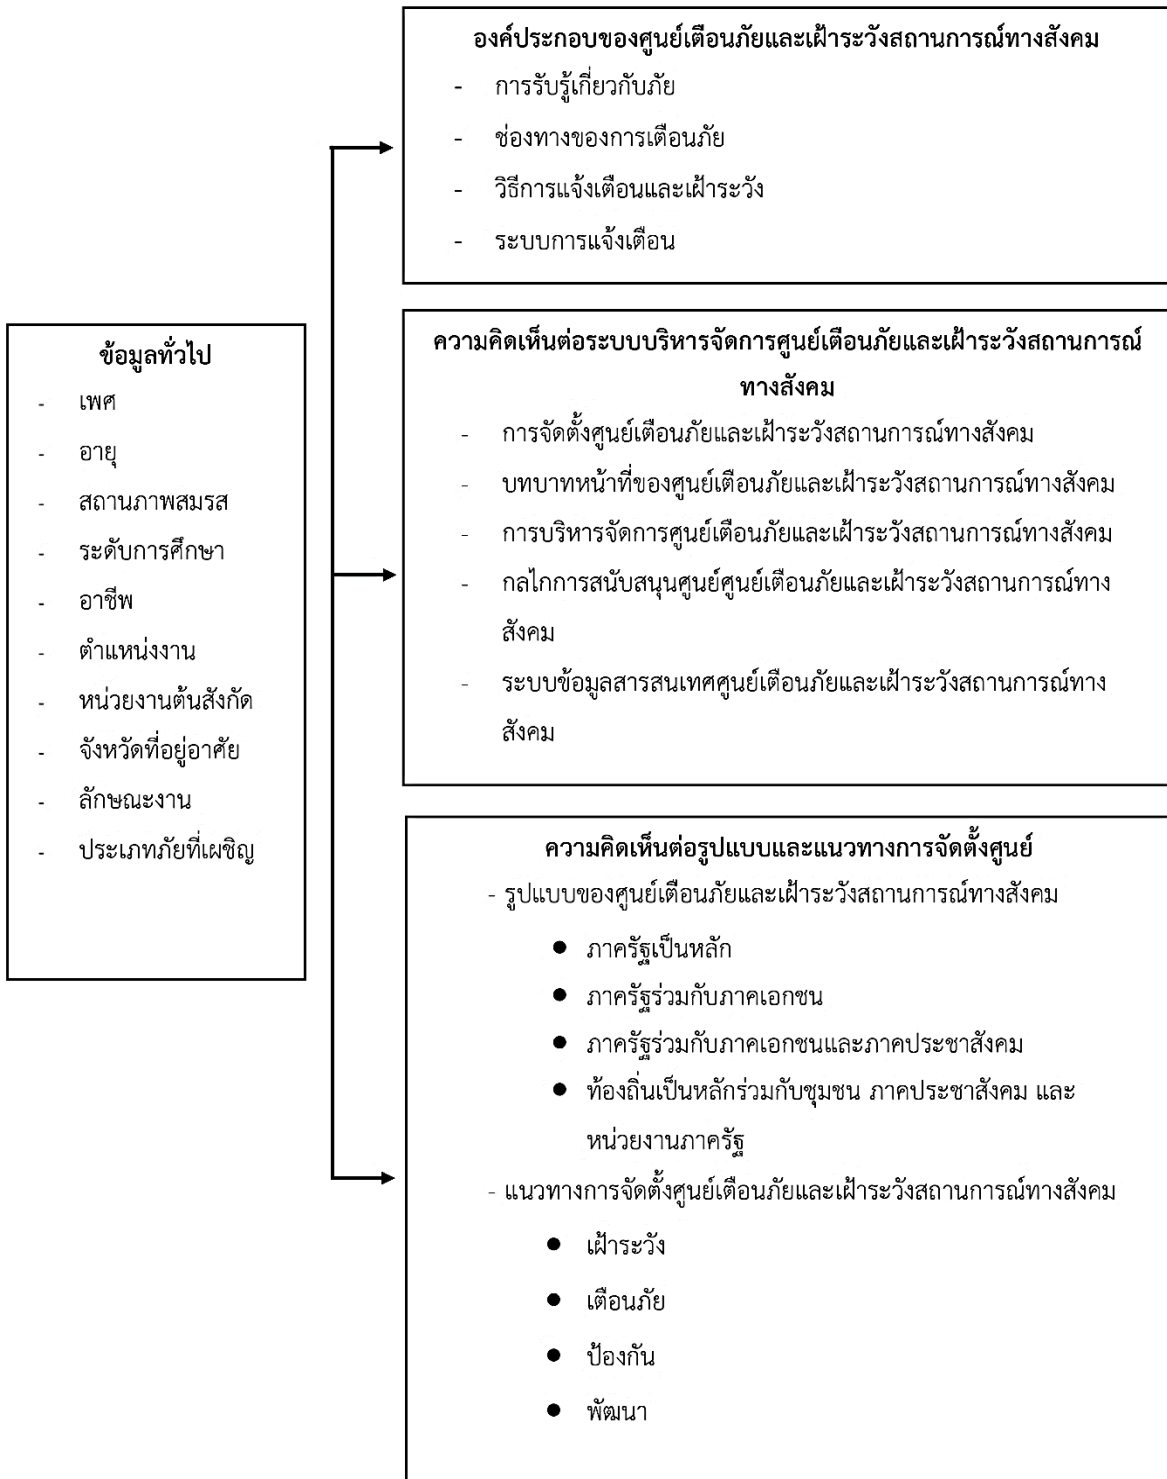 องค์ประกอบของศูนย์เตือนภัยและเฝ้าระวังสถานการณ์ทางสังคม
- การรับรู้เกี่ยวกับภัย
- ช่องทางของการเตือนภัย
- วิธีการแจ้งเตือนและเฝ้าระวัง
- ระบบการแจ้งเตือน
ข้อมูลทั่วไป
- เพศ
- อายุ
- สถานภาพสมรส
- ระดับการศึกษา
- อาชีพ
- ตำแหน่งงาน
- หน่วยงานต้นสังกัด
- จังหวัดที่อยู่อาศัย
- ลักษณะงาน
- ประเภทภัยที่เผชิญ
ความคิดเห็นต่อระบบบริหารจัดการศูนย์เตือนภัยและเฝ้าระวังสถานการณ์
ทางสังคม
- การจัดตั้งศูนย์เตือนภัยและเฝ้าระวังสถานการณ์ทางสังคม
- บทบาทหน้าที่ของศูนย์เตือนภัยและเฝ้าระวังสถานการณ์ทางสังคม
- การบริหารจัดการศูนย์เตือนภัยและเฝ้าระวังสถานการณ์ทางสังคม
- กลไกการสนับสนุนศูนย์ศูนย์เตือนภัยและเฝ้าระวังสถานการณ์ทาง
สังคม
- ระบบข้อมูลสารสนเทศศูนย์เตือนภัยและเฝ้าระวังสถานการณ์ทาง
สังคม
ความคิดเห็นต่อรูปแบบและแนวทางการจัดตั้งศูนย์
- รูปแบบของศูนย์เตือนภัยและเฝ้าระวังสถานการณ์ทางสังคม
● ภาครัฐเป็นหลัก
● ภาครัฐร่วมกับภาคเอกชน
● ภาครัฐร่วมกับภาคเอกชนและภาคประชาสังคม
● ท้องถิ่นเป็นหลักร่วมกับชุมชน ภาคประชาสังคม และ
หน่วยงานภาครัฐ
- แนวทางการจัดตั้งศูนย์เตือนภัยและเฝ้าระวังสถานการณ์ทางสังคม
● เฝ้าระวัง
● เตือนภัย
● ป้องกัน
● พัฒนา